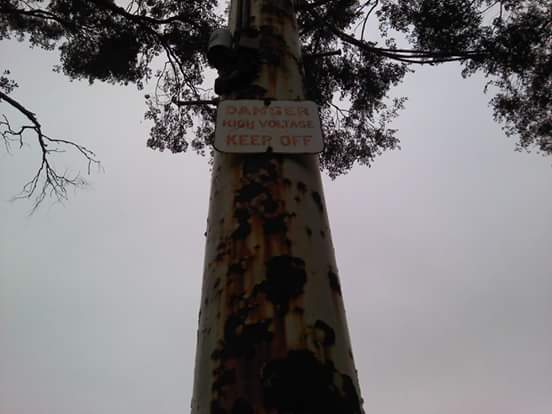 DANGER
HIGH VOLTAGE
KEEP OFF